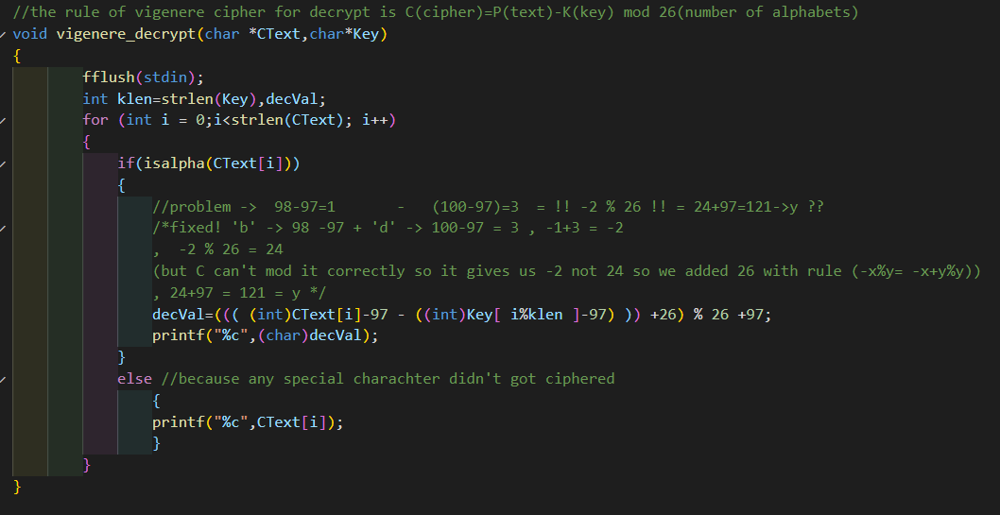 //the rule of vigenere cipher for decrypt is C(cipher)=P(text)-K(key) mod 26(number of alphabets)
void vigenere_decrypt(char *CText,char*Key)
{
fflush(stdin);
int klen=strlen(Key),decVal;
for (int i = 0;i<strlen(CText); i++)
{
if(isalpha(CText[i]))
{
//problem -> 98-97=1 - (100-97)=3 = !! -2 % 26 !! = 24+97=121->y ??
/*fixed! 'b' -> 98 -97 + 'd' -> 100-97 = 3 , -1+3 = -2
, -2 % 26 = 24
(but C can't mod it correctly so it gives us -2 not 24 so we added 26 with rule (-x%y= -x+y%y))
, 24+97 = 121 = y */
decVal=((( (int)CText[i]-97 - ((int)Key[ i%klen ]-97) )) +26) % 26 +97;
printf("%c",(char)decVal);
}
else //because any special charachter didn't got ciphered
{
printf("%c",CText[i]);
}
}
}